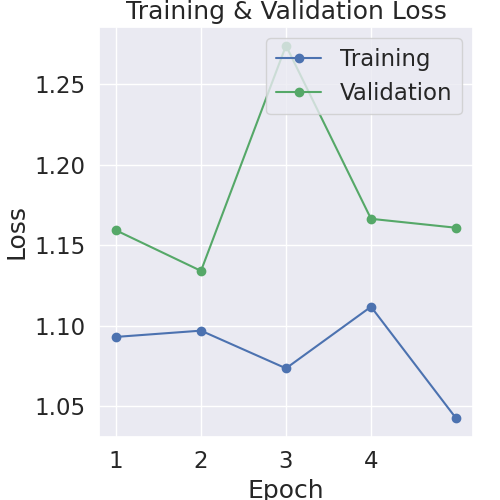 Training & Validation Loss
Training
Validation
Loss
1.25
1.20
1.15
1.10
1.05
1 2 3 4
Epoch